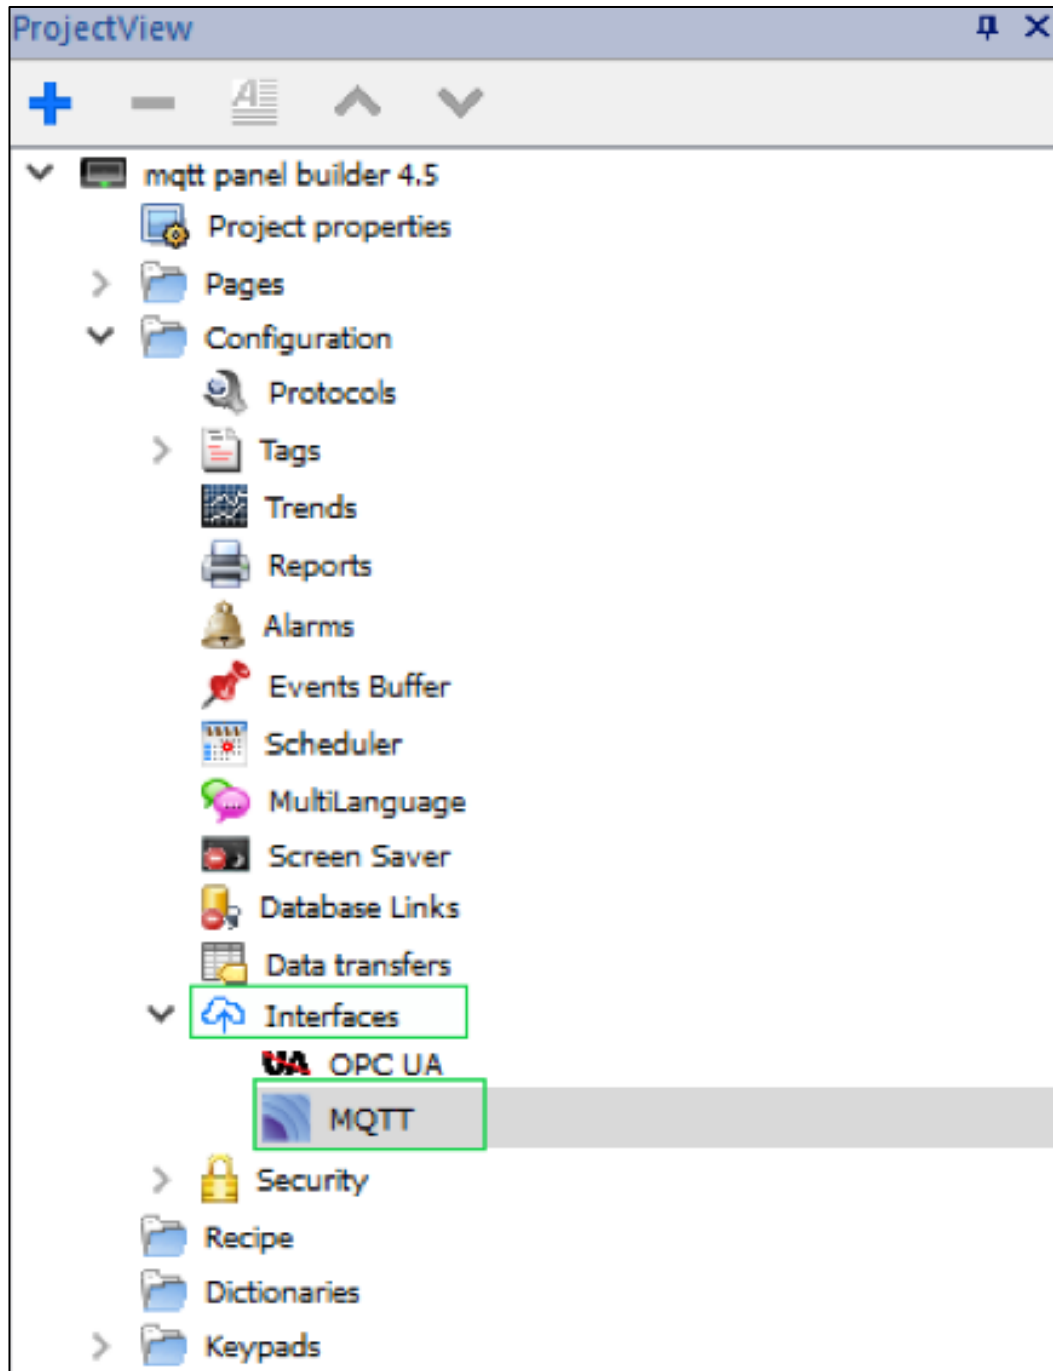 ProjectView
mqtt panel builder 4.5
Project properties
Pages
Configuration
Protocols
Tags
Trends
Reports
Alarms
Events Buffer
Scheduler
MultiLanguage
Screen Saver
Database Links
Data transfers
Interfaces
UA OPC UA
MQTT
Security
Recipe
Dictionaries
Keypads